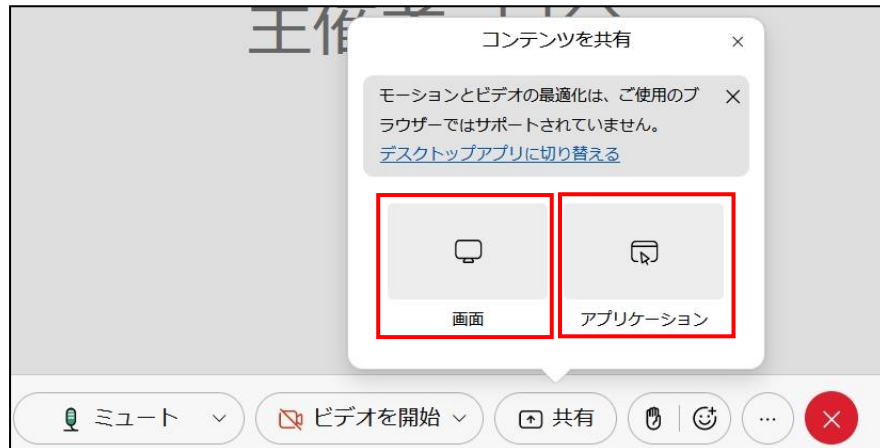 主催者
コンテンツを共有
モーションとビデオの最適化は、ご使用のブ
ラウザーではサポートされていません。
デスクトップアプリに切り替える
画面
アプリケーション
ミュート
ビデオを開始
共有